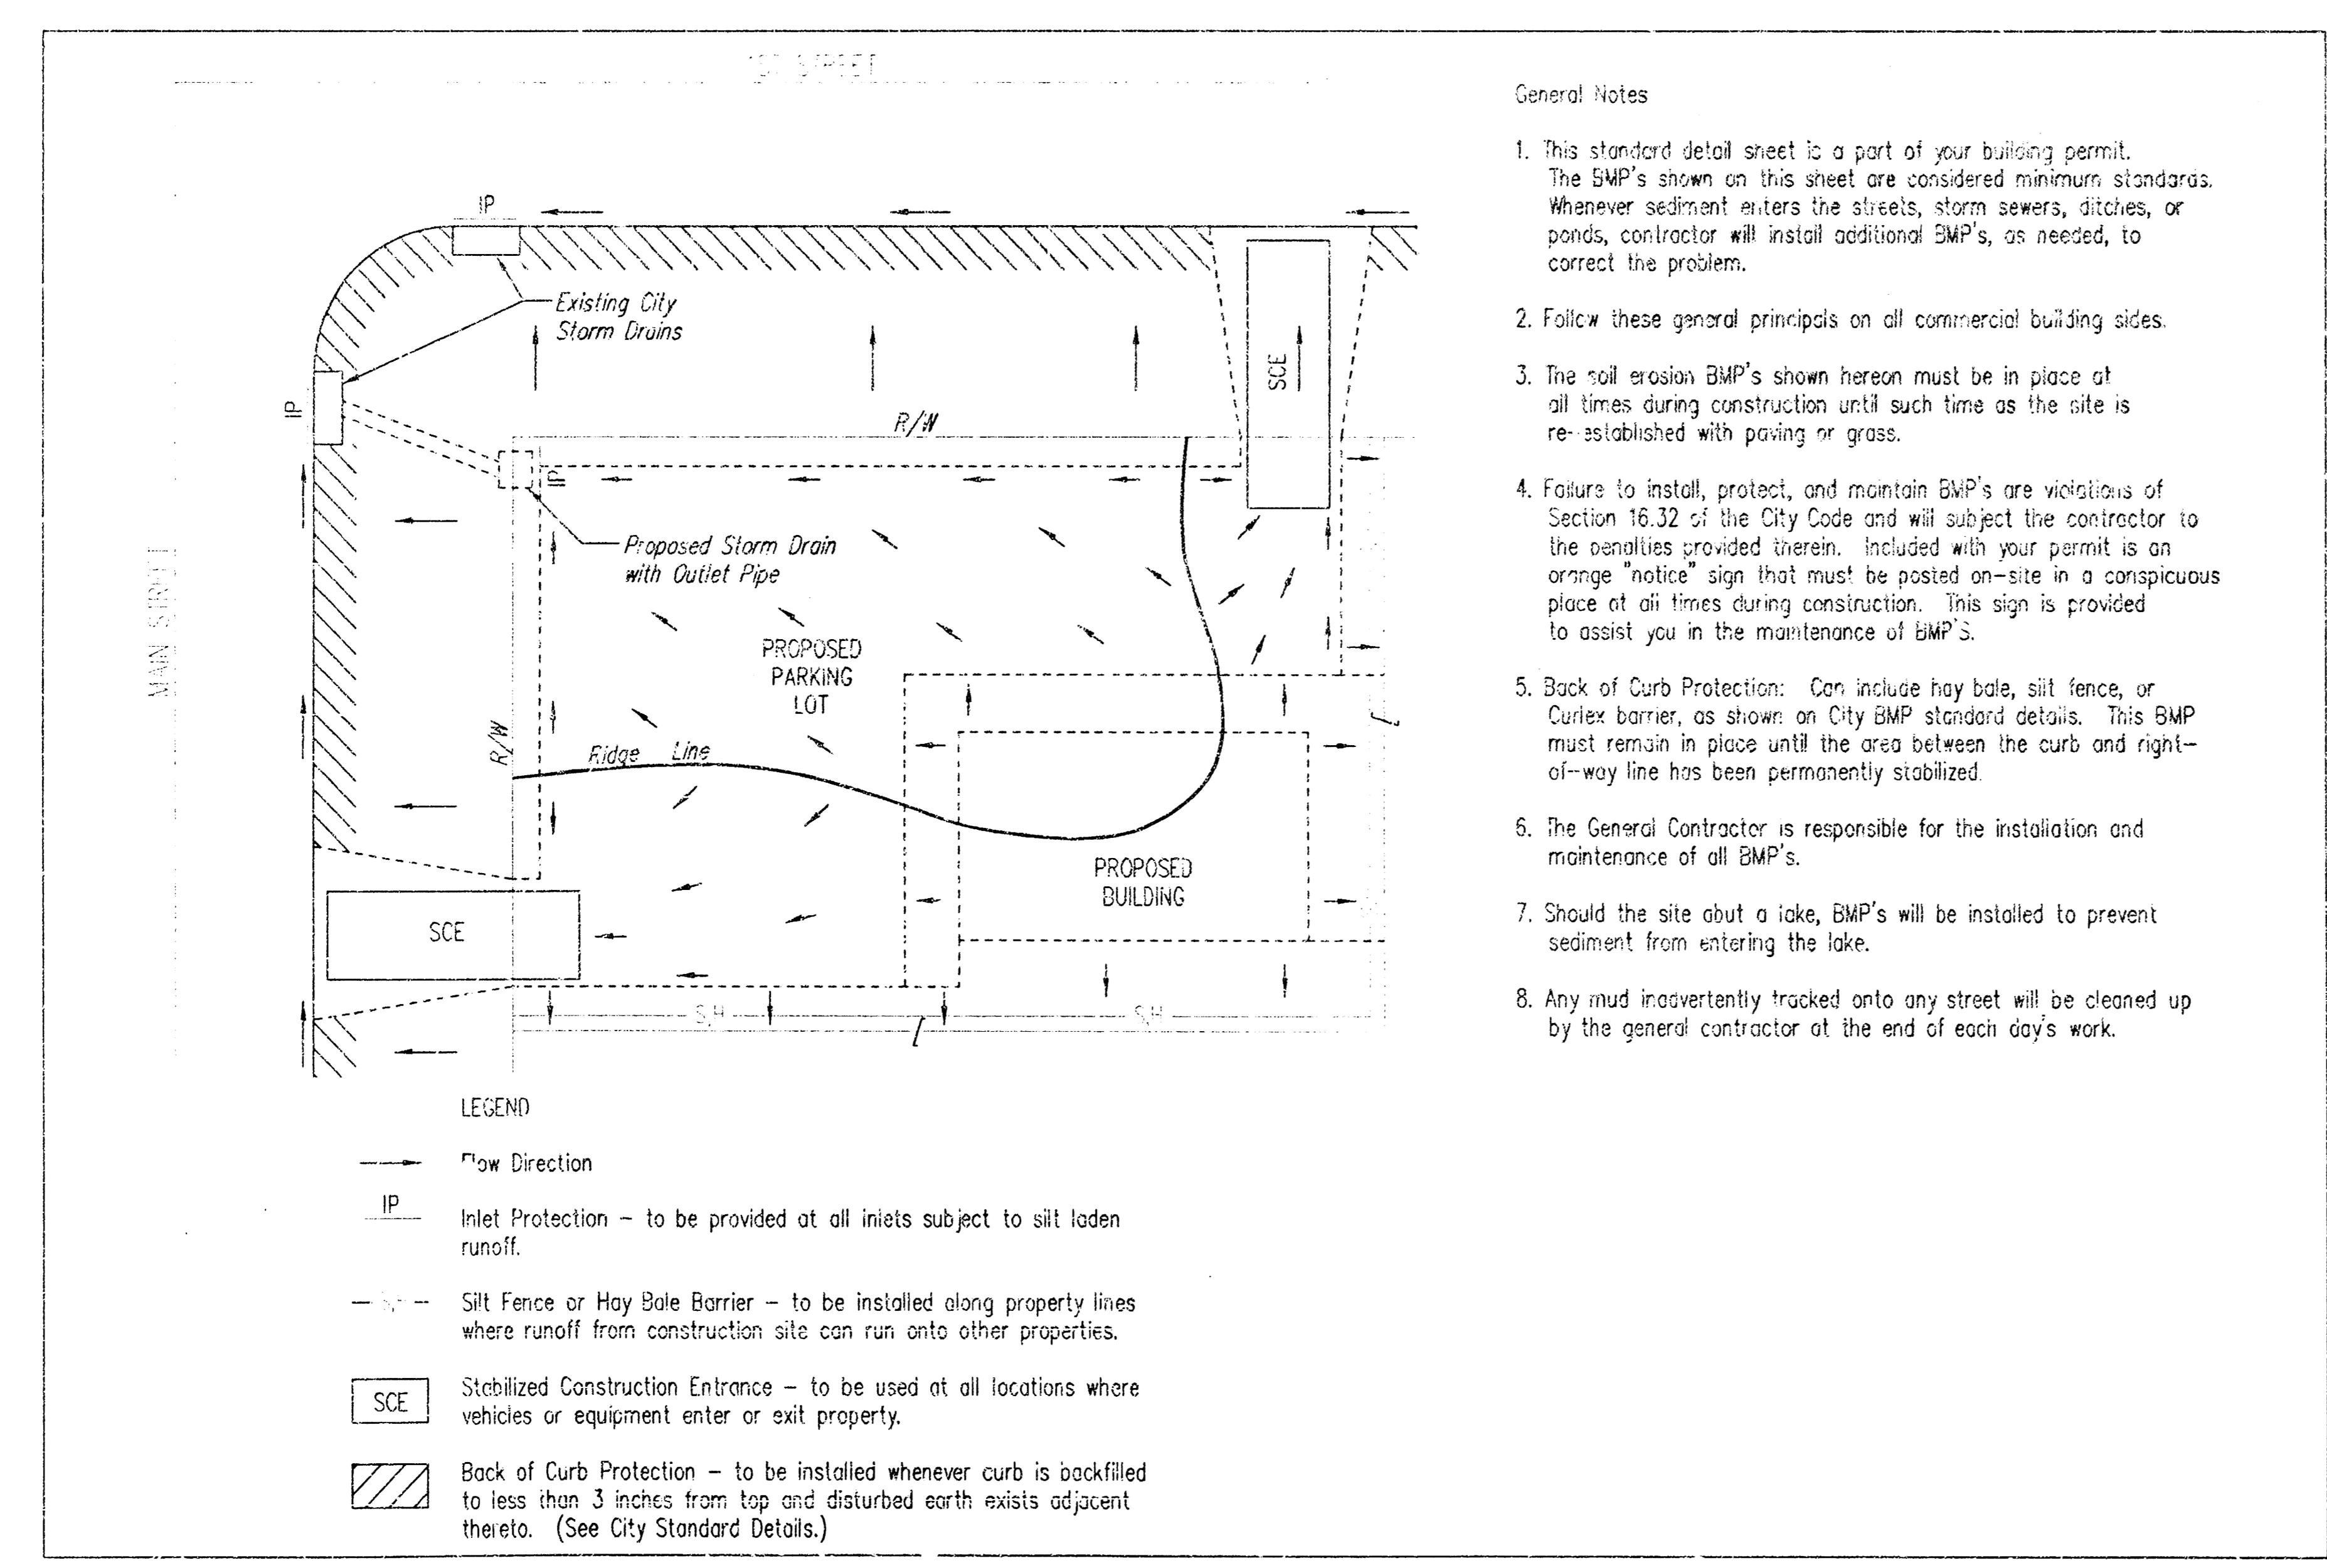 1ST STREET
IP
Existing City
Storm Drains
IP
SCE
R/W
IP
Proposed Storm Drain
with Outlet Pipe
MAIN STREET
PROPOSED
PARKING
LOT
R/W
Ridge Line
PROPOSED
BUILDING
SCE
S/H
S/H
LEGEND
Flow Direction
IP
Inlet Protection – to be provided at all inlets subject to silt laden
runoff.
Silt Fence or Hay Bale Barrier – to be installed along property lines
where runoff from construction site can run onto other properties.
SCE
Stabilized Construction Entrance – to be used at all locations where
vehicles or equipment enter or exit property.
Back of Curb Protection – to be installed whenever curb is backfilled
to less than 3 inches from top and disturbed earth exists adjacent
thereto. (See City Standard Details.)
General Notes
1. This standard detail sheet is a part of your building permit.
The BMP's shown on this sheet are considered minimum standards.
Whenever sediment enters the streets, storm sewers, ditches, or
ponds, contractor will install additional BMP's, as needed, to
correct the problem.
2. Follow these general principals on all commercial building sides.
3. The soil erosion BMP's shown hereon must be in place at
all times during construction until such time as the site is
re-established with paving or grass.
4. Failure to install, protect, and maintain BMP's are violations of
Section 16.32 of the City Code and will subject the contractor to
the penalties provided therein. Included with your permit is an
orange "notice" sign that must be posted on-site in a conspicuous
place at all times during construction. This sign is provided
to assist you in the maintenance of BMP'S.
5. Back of Curb Protection: Can include hay bale, silt fence, or
Curlex barrier, as shown on City BMP standard details. This BMP
must remain in place until the area between the curb and right-
of-way line has been permanently stabilized.
6. The General Contractor is responsible for the installation and
maintenance of all BMP's.
7. Should the site abut a lake, BMP's will be installed to prevent
sediment from entering the lake.
8. Any mud inadvertently tracked onto any street will be cleaned up
by the general contractor at the end of each day's work.